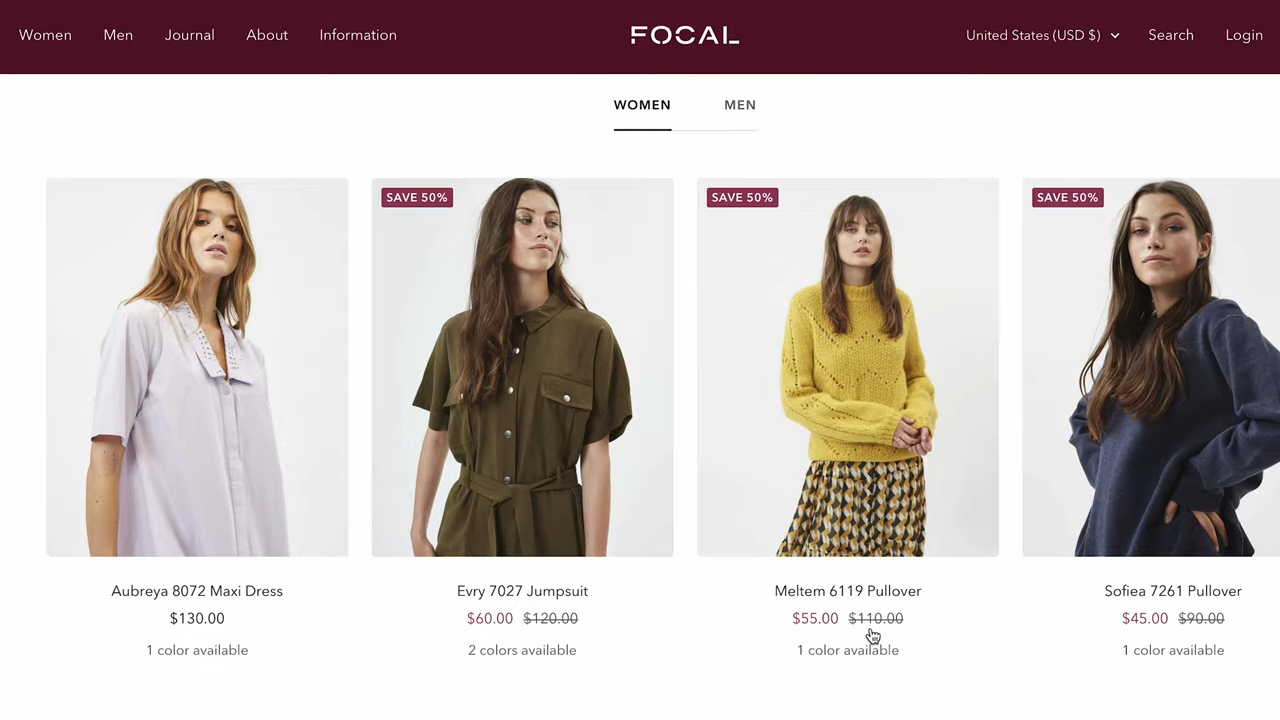 Women Men Journal About Information FOCAL United States (USD $) Search Login
WOMEN MEN
SAVE 50% SAVE 50% SAVE 50%
Aubreya 8072 Maxi Dress Evry 7027 Jumpsuit Meltem 6119 Pullover Sofiea 7261 Pullover
$130.00 $60.00 $120.00 $55.00 $110.00 $45.00 $90.00
1 color available 2 colors available 1 color available 1 color available